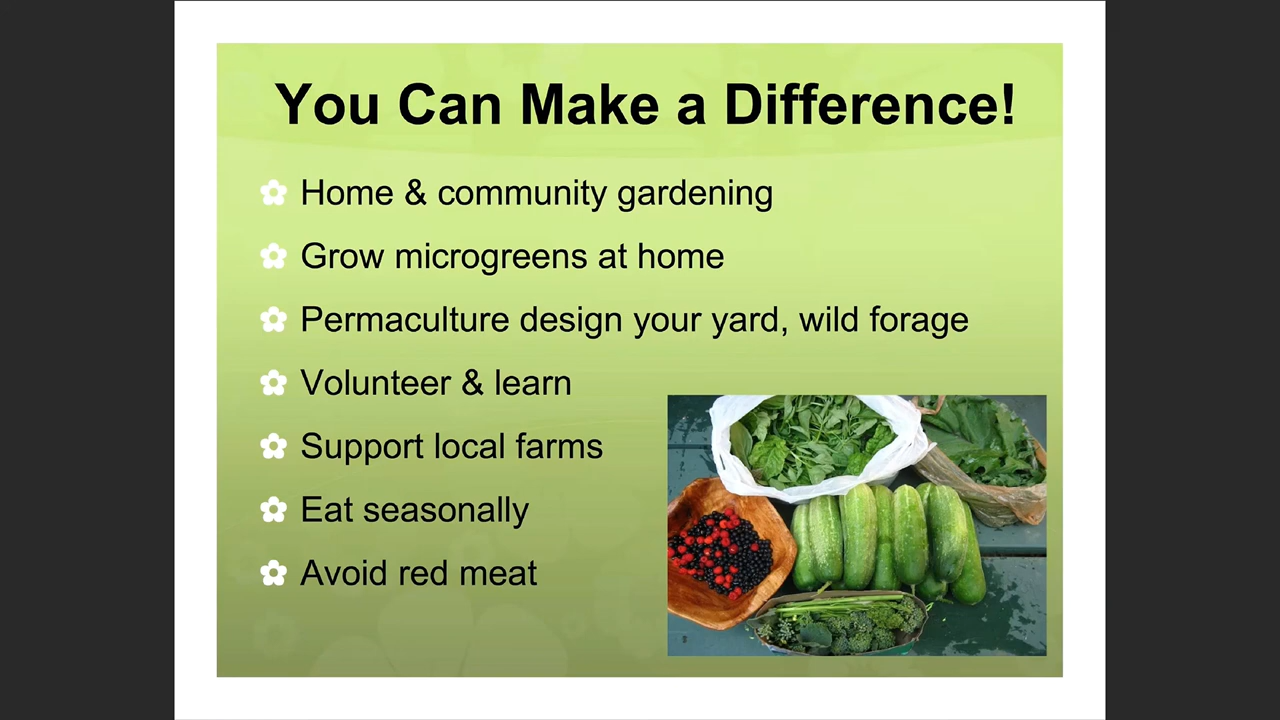 You Can Make a Difference!
Home & community gardening
Grow microgreens at home
Permaculture design your yard, wild forage
Volunteer & learn
Support local farms
Eat seasonally
Avoid red meat